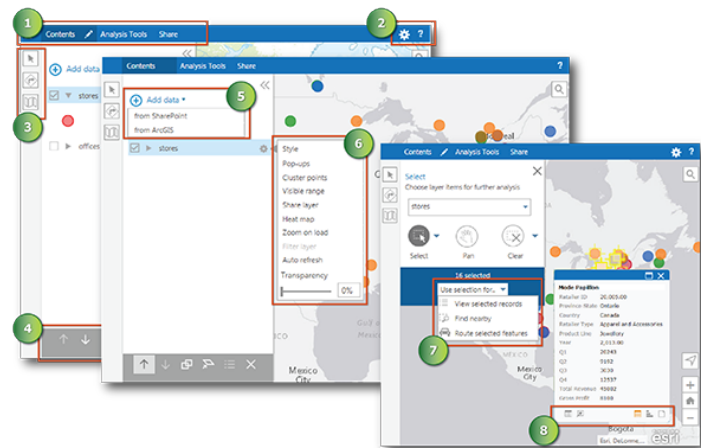 1
Contents Analysis Tools Share
2
?
3
Add data
stores
offices
4
Contents Analysis Tools Share
?
5
Add data
from SharePoint
from ArcGIS
stores
6
Style
Pop-ups
Cluster points
Visible range
Share layer
Heat map
Zoom on load
Filter layer
Auto refresh
Transparency
0%
Mexico
City
Contents Analysis Tools Share
?
Select
Choose layer items for further analysis
stores
Select Pan Clear
16 selected
Use selection for..
View selected records
Find nearby
Route selected features
7
MEXICO
Mexico
City
Mode Papillon
Retailer ID 20,003.00
Province-State Ontario
Country Canada
Retailer Type Apparel and Accessories
Product Line Jewellery
Year 2,013.00
Q1
Q2
Q3
Q4
Total Revenue
Gross Profit
8
Bogota
esri